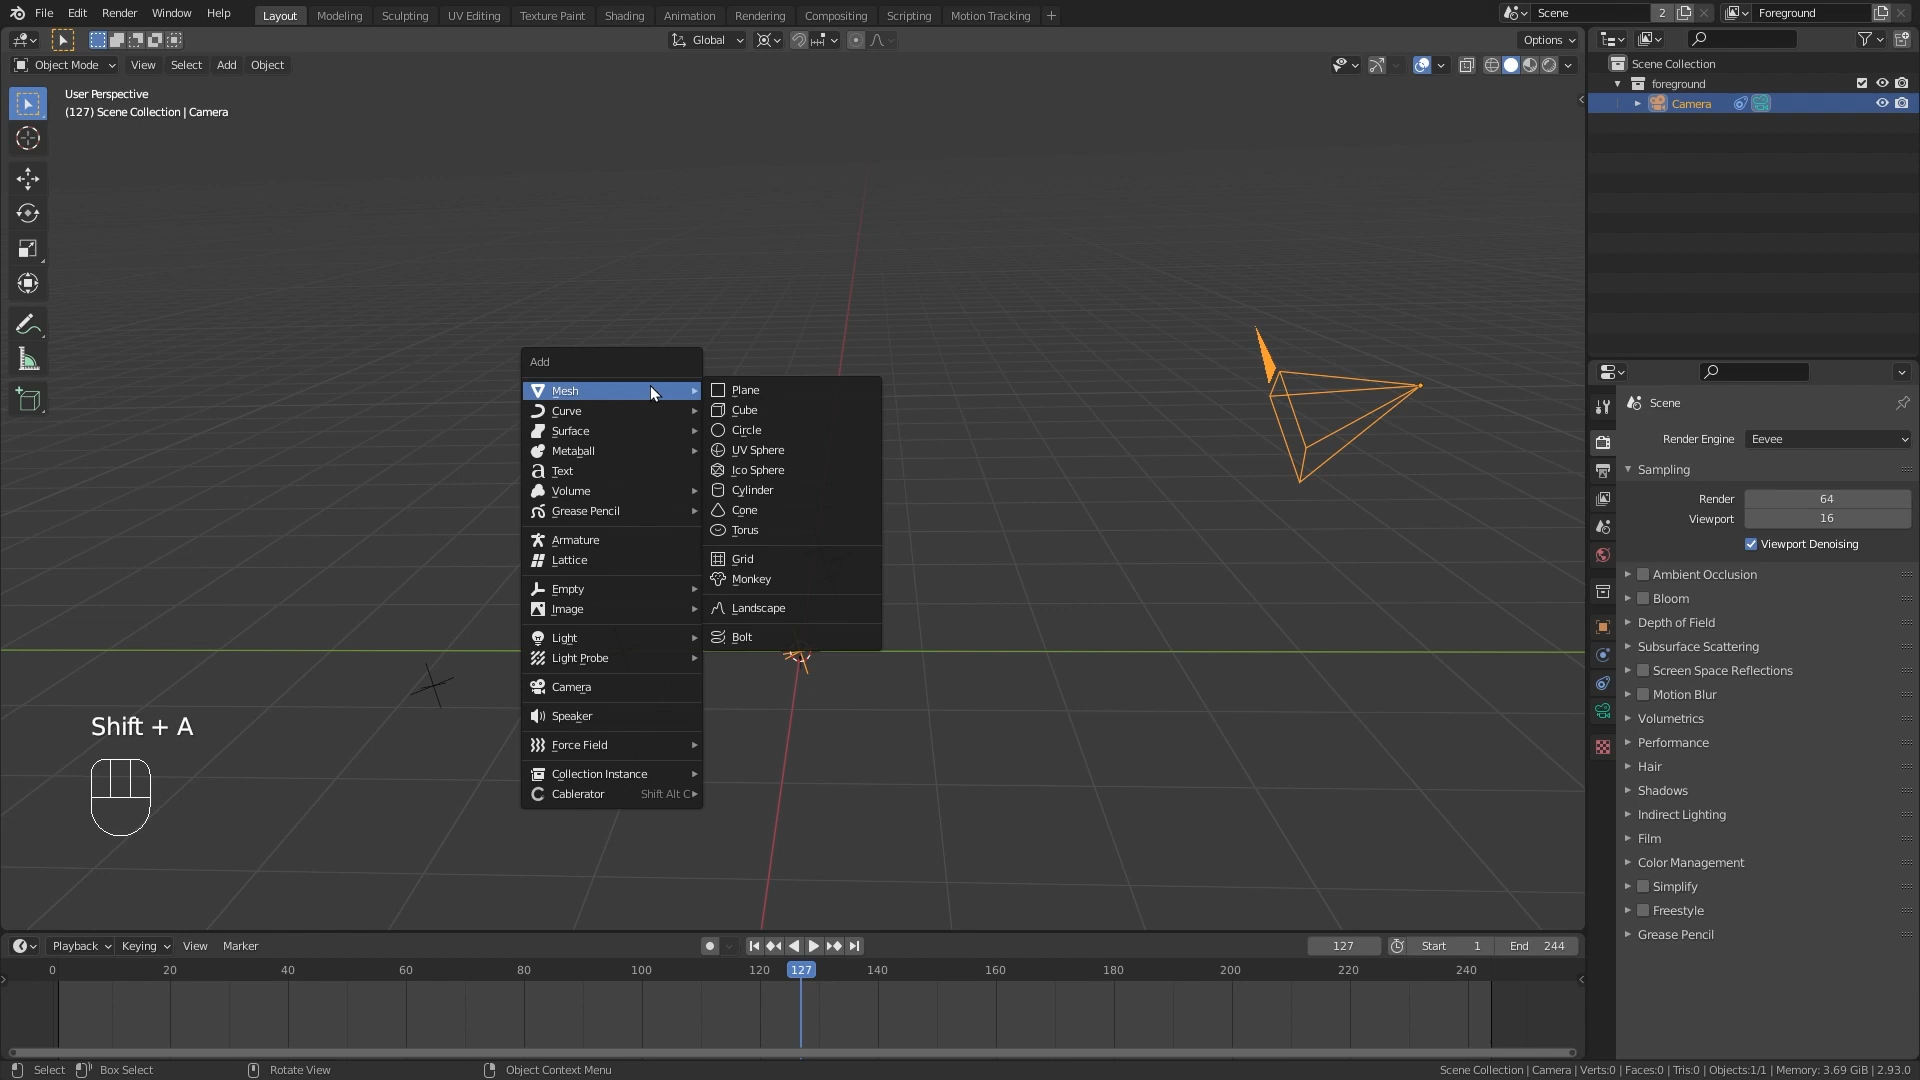 File Edit Render Window Help Layout Modeling Sculpting UV Editing Texture Paint Shading Animation Rendering Compositing Scripting Motion Tracking + Scene 2 Foreground
Global Options
Object Mode View Select Add Object
User Perspective
(127) Scene Collection | Camera
Scene Collection
foreground
Camera
Add
Mesh
Curve
Surface
Metaball
Text
Volume
Grease Pencil
Armature
Lattice
Empty
Image
Light
Light Probe
Camera
Speaker
Force Field
Collection Instance
Cablerator Shift Alt C
Plane
Cube
Circle
UV Sphere
Ico Sphere
Cylinder
Cone
Torus
Grid
Monkey
Landscape
Bolt
Shift + A
Scene
Render Engine Eevee
Sampling
Render 64
Viewport 16
Viewport Denoising
Ambient Occlusion
Bloom
Depth of Field
Subsurface Scattering
Screen Space Reflections
Motion Blur
Volumetrics
Performance
Hair
Shadows
Indirect Lighting
Film
Color Management
Simplify
Freestyle
Grease Pencil
Playback Keying View Marker 127 Start 1 End 244
0 20 40 60 80 100 120 127 140 160 180 200 220 240
Select Box Select Rotate View Object Context Menu Scene Collection | Camera | Verts:0 | Faces:0 | Tris:0 | Objects:1/1 | Memory: 3.69 GiB | 2.93.0